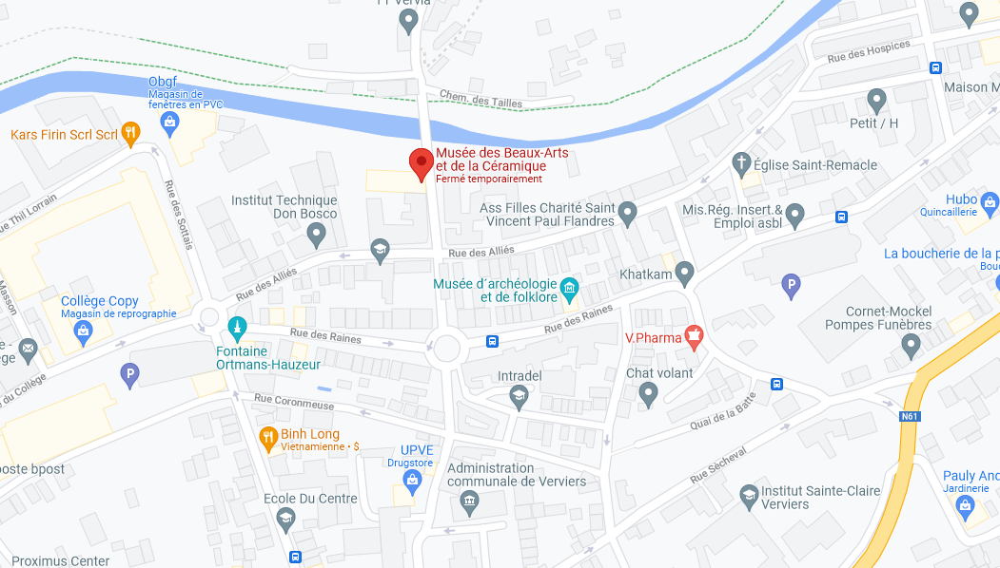 Chem. des Tailles
Rue des Hospices
Maison M
Petit / H
Obgf
Magasin de
fenêtres en PVC
Kars Firin Scrl Scrl
Musée des Beaux-Arts
et de la Céramique
Fermé temporairement
Église Saint-Remacle
Rue des Sottais
Institut Technique
Don Bosco
Ass Filles Charité Saint
Vincent Paul Flandres
Mis.Rég. Insert.&
Emploi asbl
Hubo
Quincaillerie
ue Thil Lorrain
Rue des Alliés
Rue des Alliés
La boucherie de la p
Bouc
Masson
Khatkam
Musée d´archéologie
et de folklore
P
Collège Copy
Magasin de reprographie
Rue des Raines
Cornet-Mockel
Pompes Funèbres
Rue des Raines
V.Pharma
Fontaine
Ortmans-Hauzeur
P
du Collège
Intradel
Chat volant
Rue Coronmeuse
Quai de la Batte
N61
Binh Long
Vietnamienne • $
UPVE
Drugstore
Rue Sècheval
oste bpost
Administration
communale de Verviers
Pauly And
Jardinerie
Ecole Du Centre
Institut Sainte-Claire
Verviers
Proximus Center